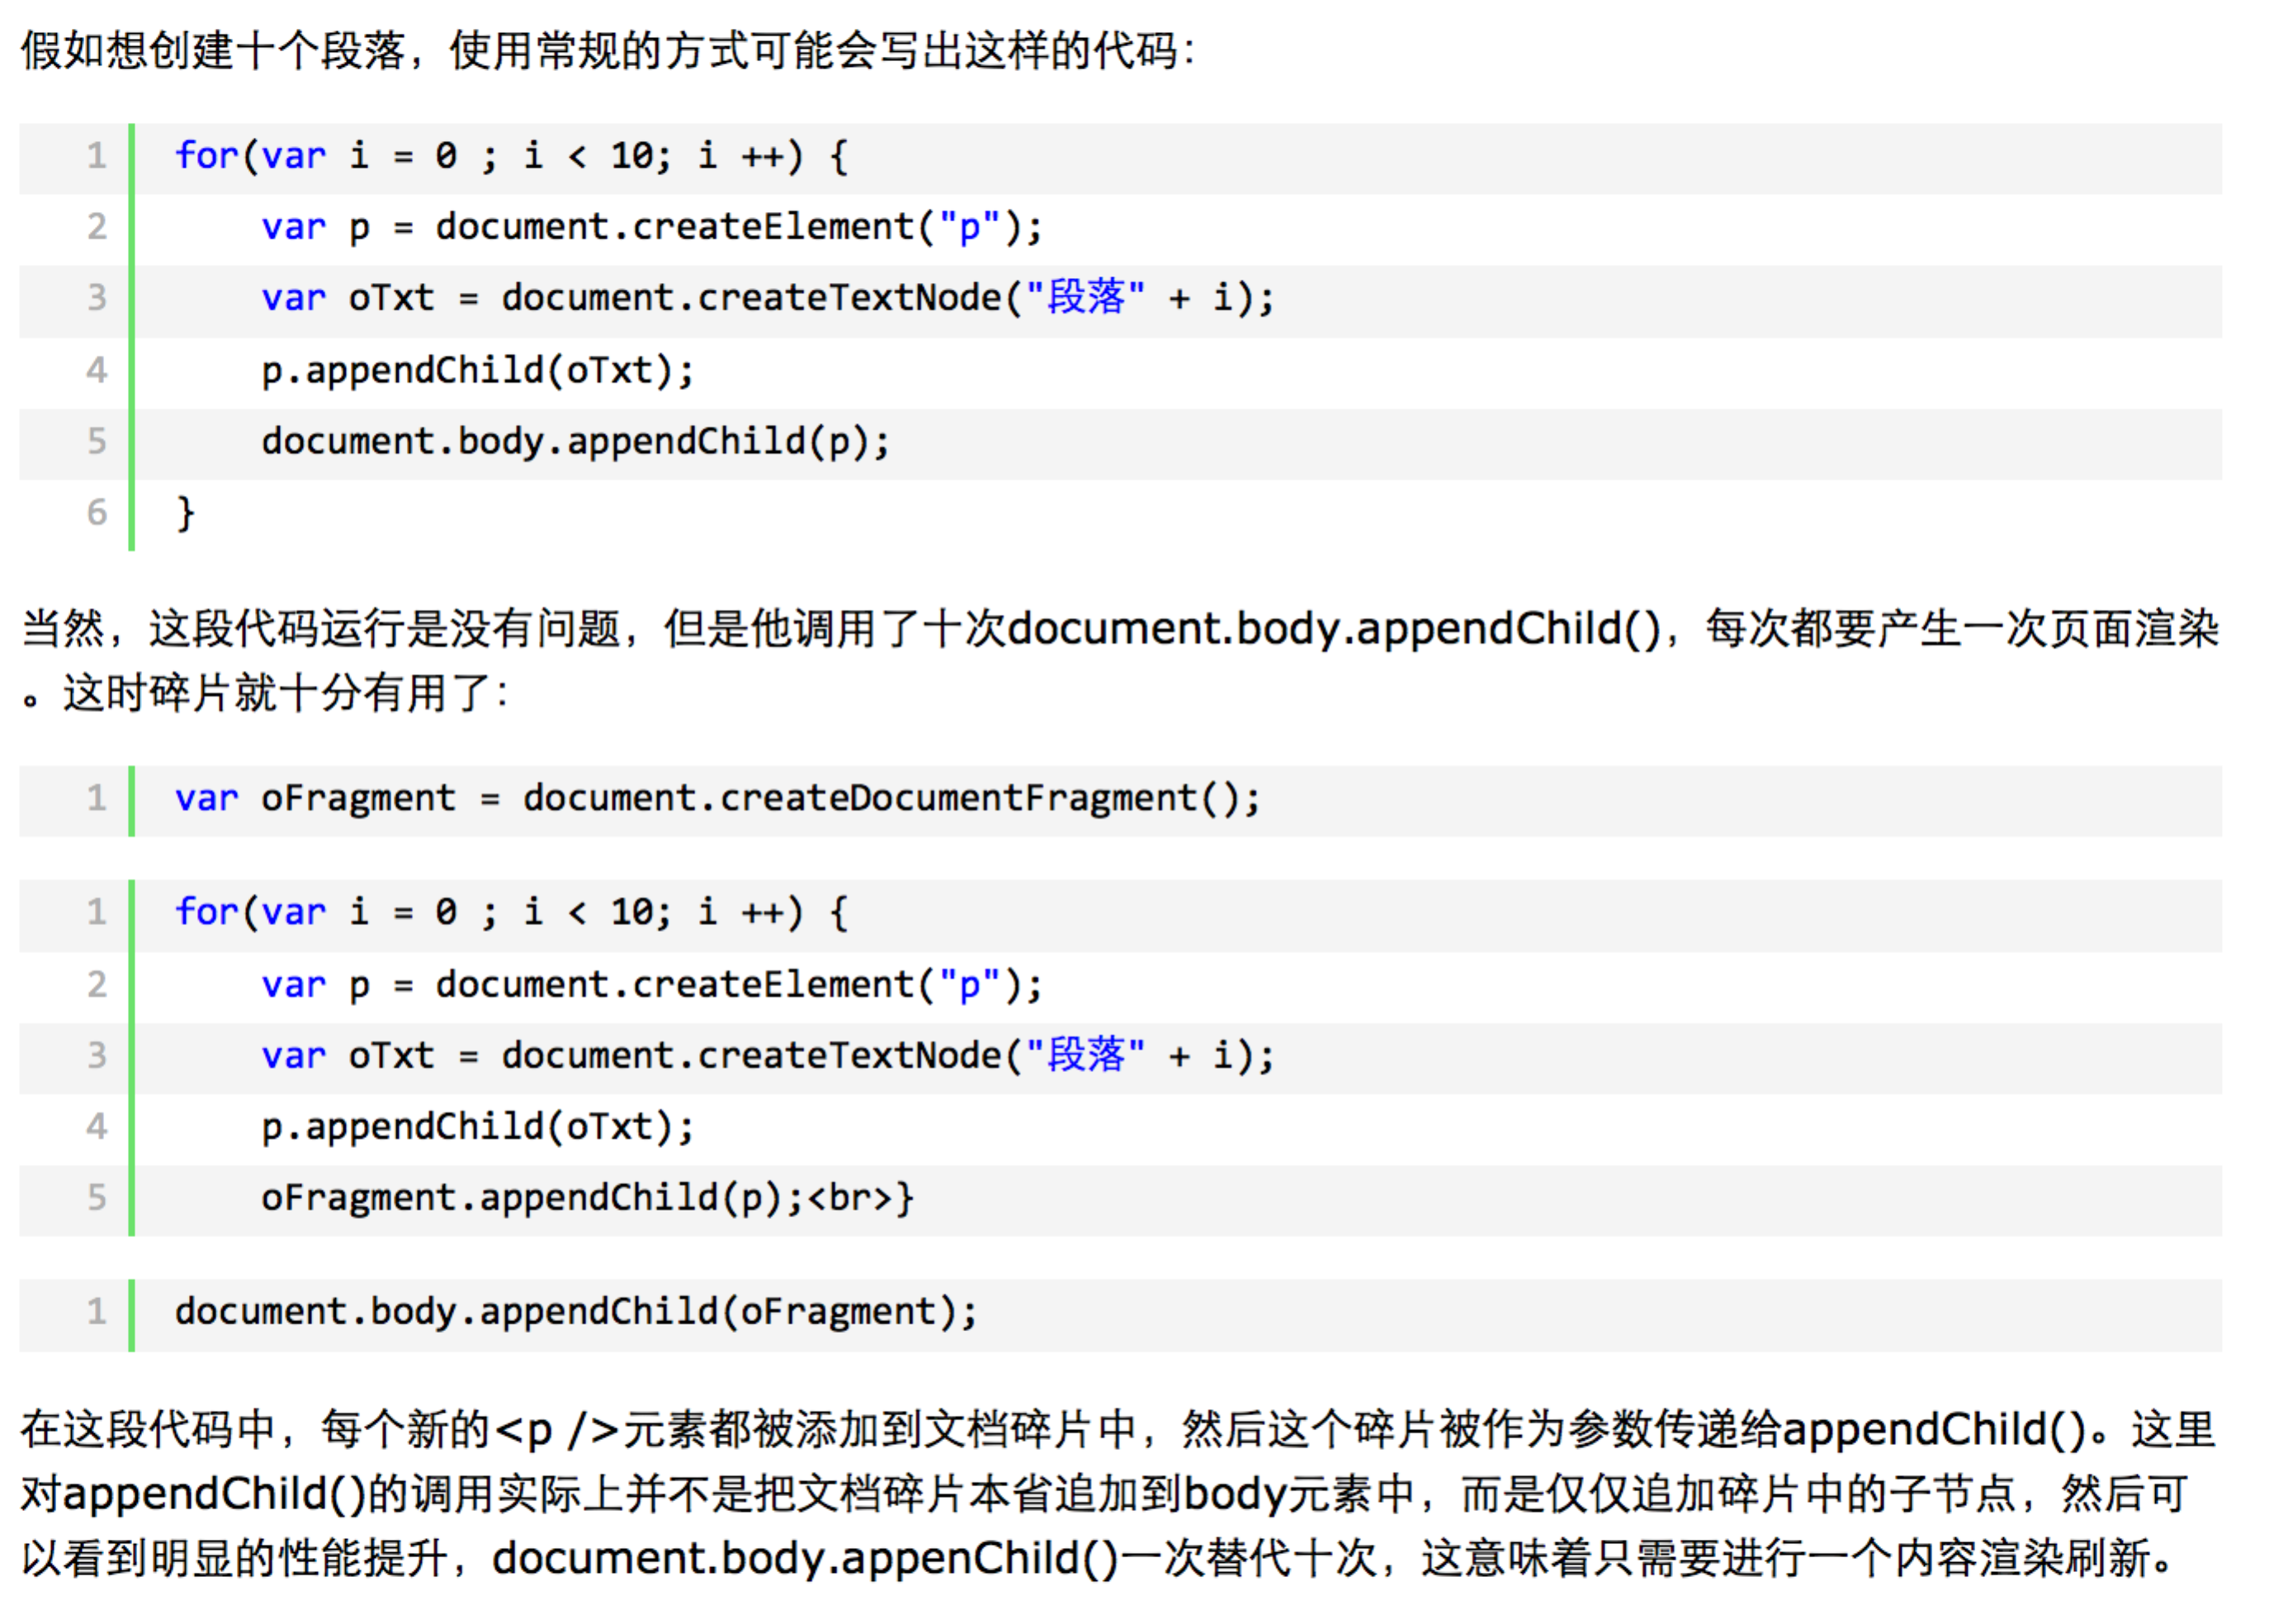 假如想创建十个段落，使用常规的方式可能会写出这样的代码：
1 for(var i = 0 ; i < 10; i ++) {
2     var p = document.createElement("p");
3     var oTxt = document.createTextNode("段落" + i);
4     p.appendChild(oTxt);
5     document.body.appendChild(p);
6 }
当然，这段代码运行是没有问题，但是他调用了十次document.body.appendChild()，每次都要产生一次页面渲染
。这时碎片就十分有用了：
1 var oFragment = document.createDocumentFragment();
1 for(var i = 0 ; i < 10; i ++) {
2     var p = document.createElement("p");
3     var oTxt = document.createTextNode("段落" + i);
4     p.appendChild(oTxt);
5     oFragment.appendChild(p);<br>}
1 document.body.appendChild(oFragment);
在这段代码中，每个新的<p />元素都被添加到文档碎片中，然后这个碎片被作为参数传递给appendChild()。这里
对appendChild()的调用实际上并不是把文档碎片本省追加到body元素中，而是仅仅追加碎片中的子节点，然后可
以看到明显的性能提升，document.body.appenChild()一次替代十次，这意味着只需要进行一个内容渲染刷新。